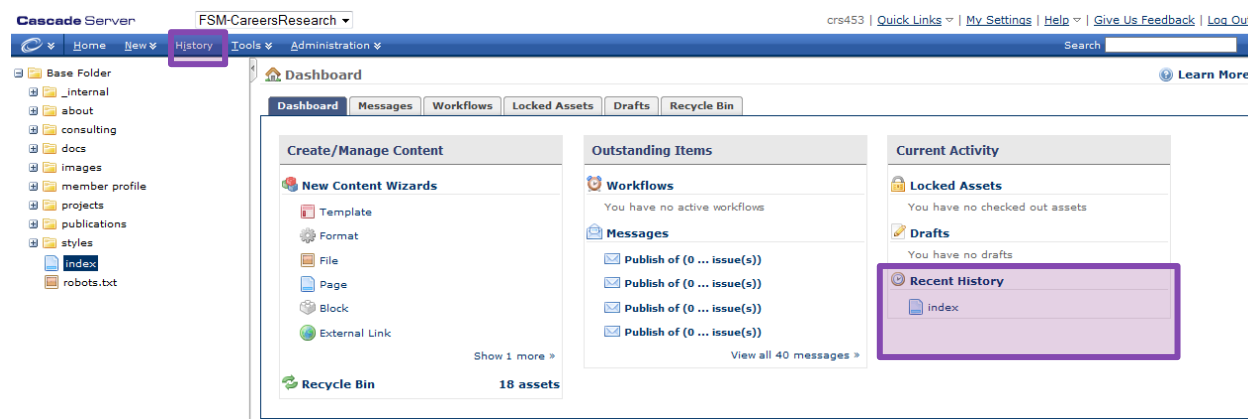 Cascade Server FSM-CareersResearch crs453 | Quick Links | My Settings | Help | Give Us Feedback | Log Out
Home New History Tools Administration Search
Base Folder
_internal
about
consulting
docs
images
member profile
projects
publications
styles
index
robots.txt
Dashboard Learn More
Dashboard Messages Workflows Locked Assets Drafts Recycle Bin
Create/Manage Content
New Content Wizards
Template
Format
File
Page
Block
External Link
Show 1 more »
Recycle Bin 18 assets
Outstanding Items
Workflows
You have no active workflows
Messages
Publish of (0 ... issue(s))
Publish of (0 ... issue(s))
Publish of (0 ... issue(s))
Publish of (0 ... issue(s))
View all 40 messages »
Current Activity
Locked Assets
You have no checked out assets
Drafts
You have no drafts
Recent History
index